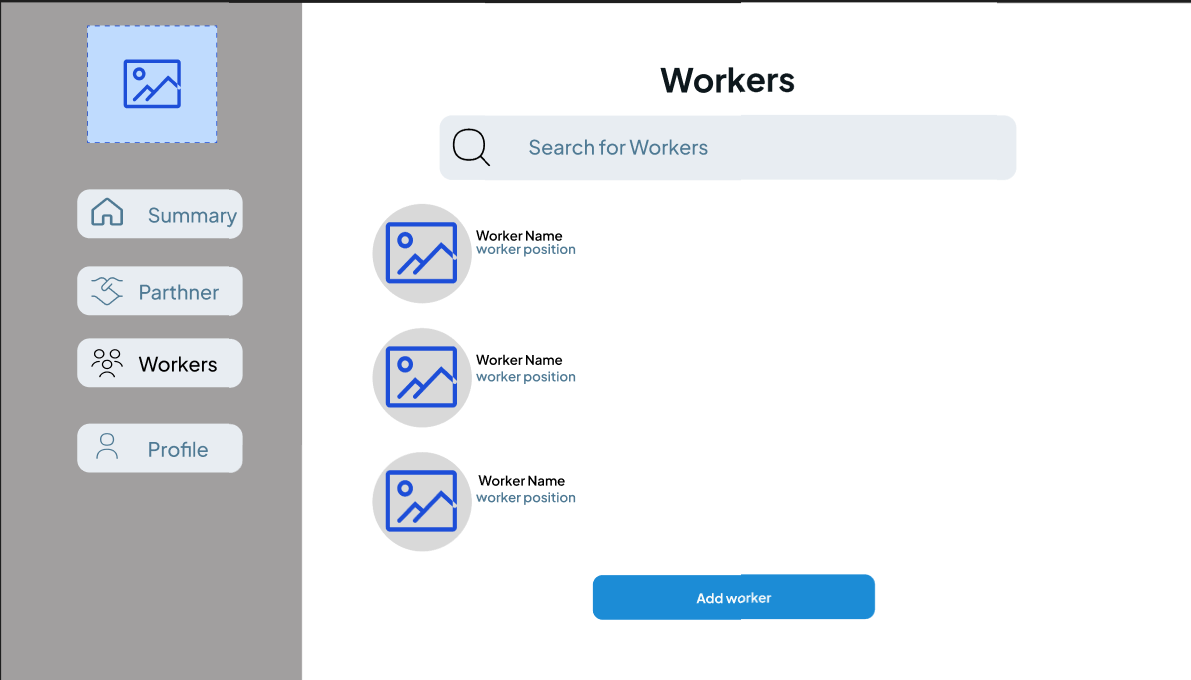 Summary
Parthner
Workers
Profile
Workers
Search for Workers
Worker Name
worker position
Worker Name
worker position
Worker Name
worker position
Add worker